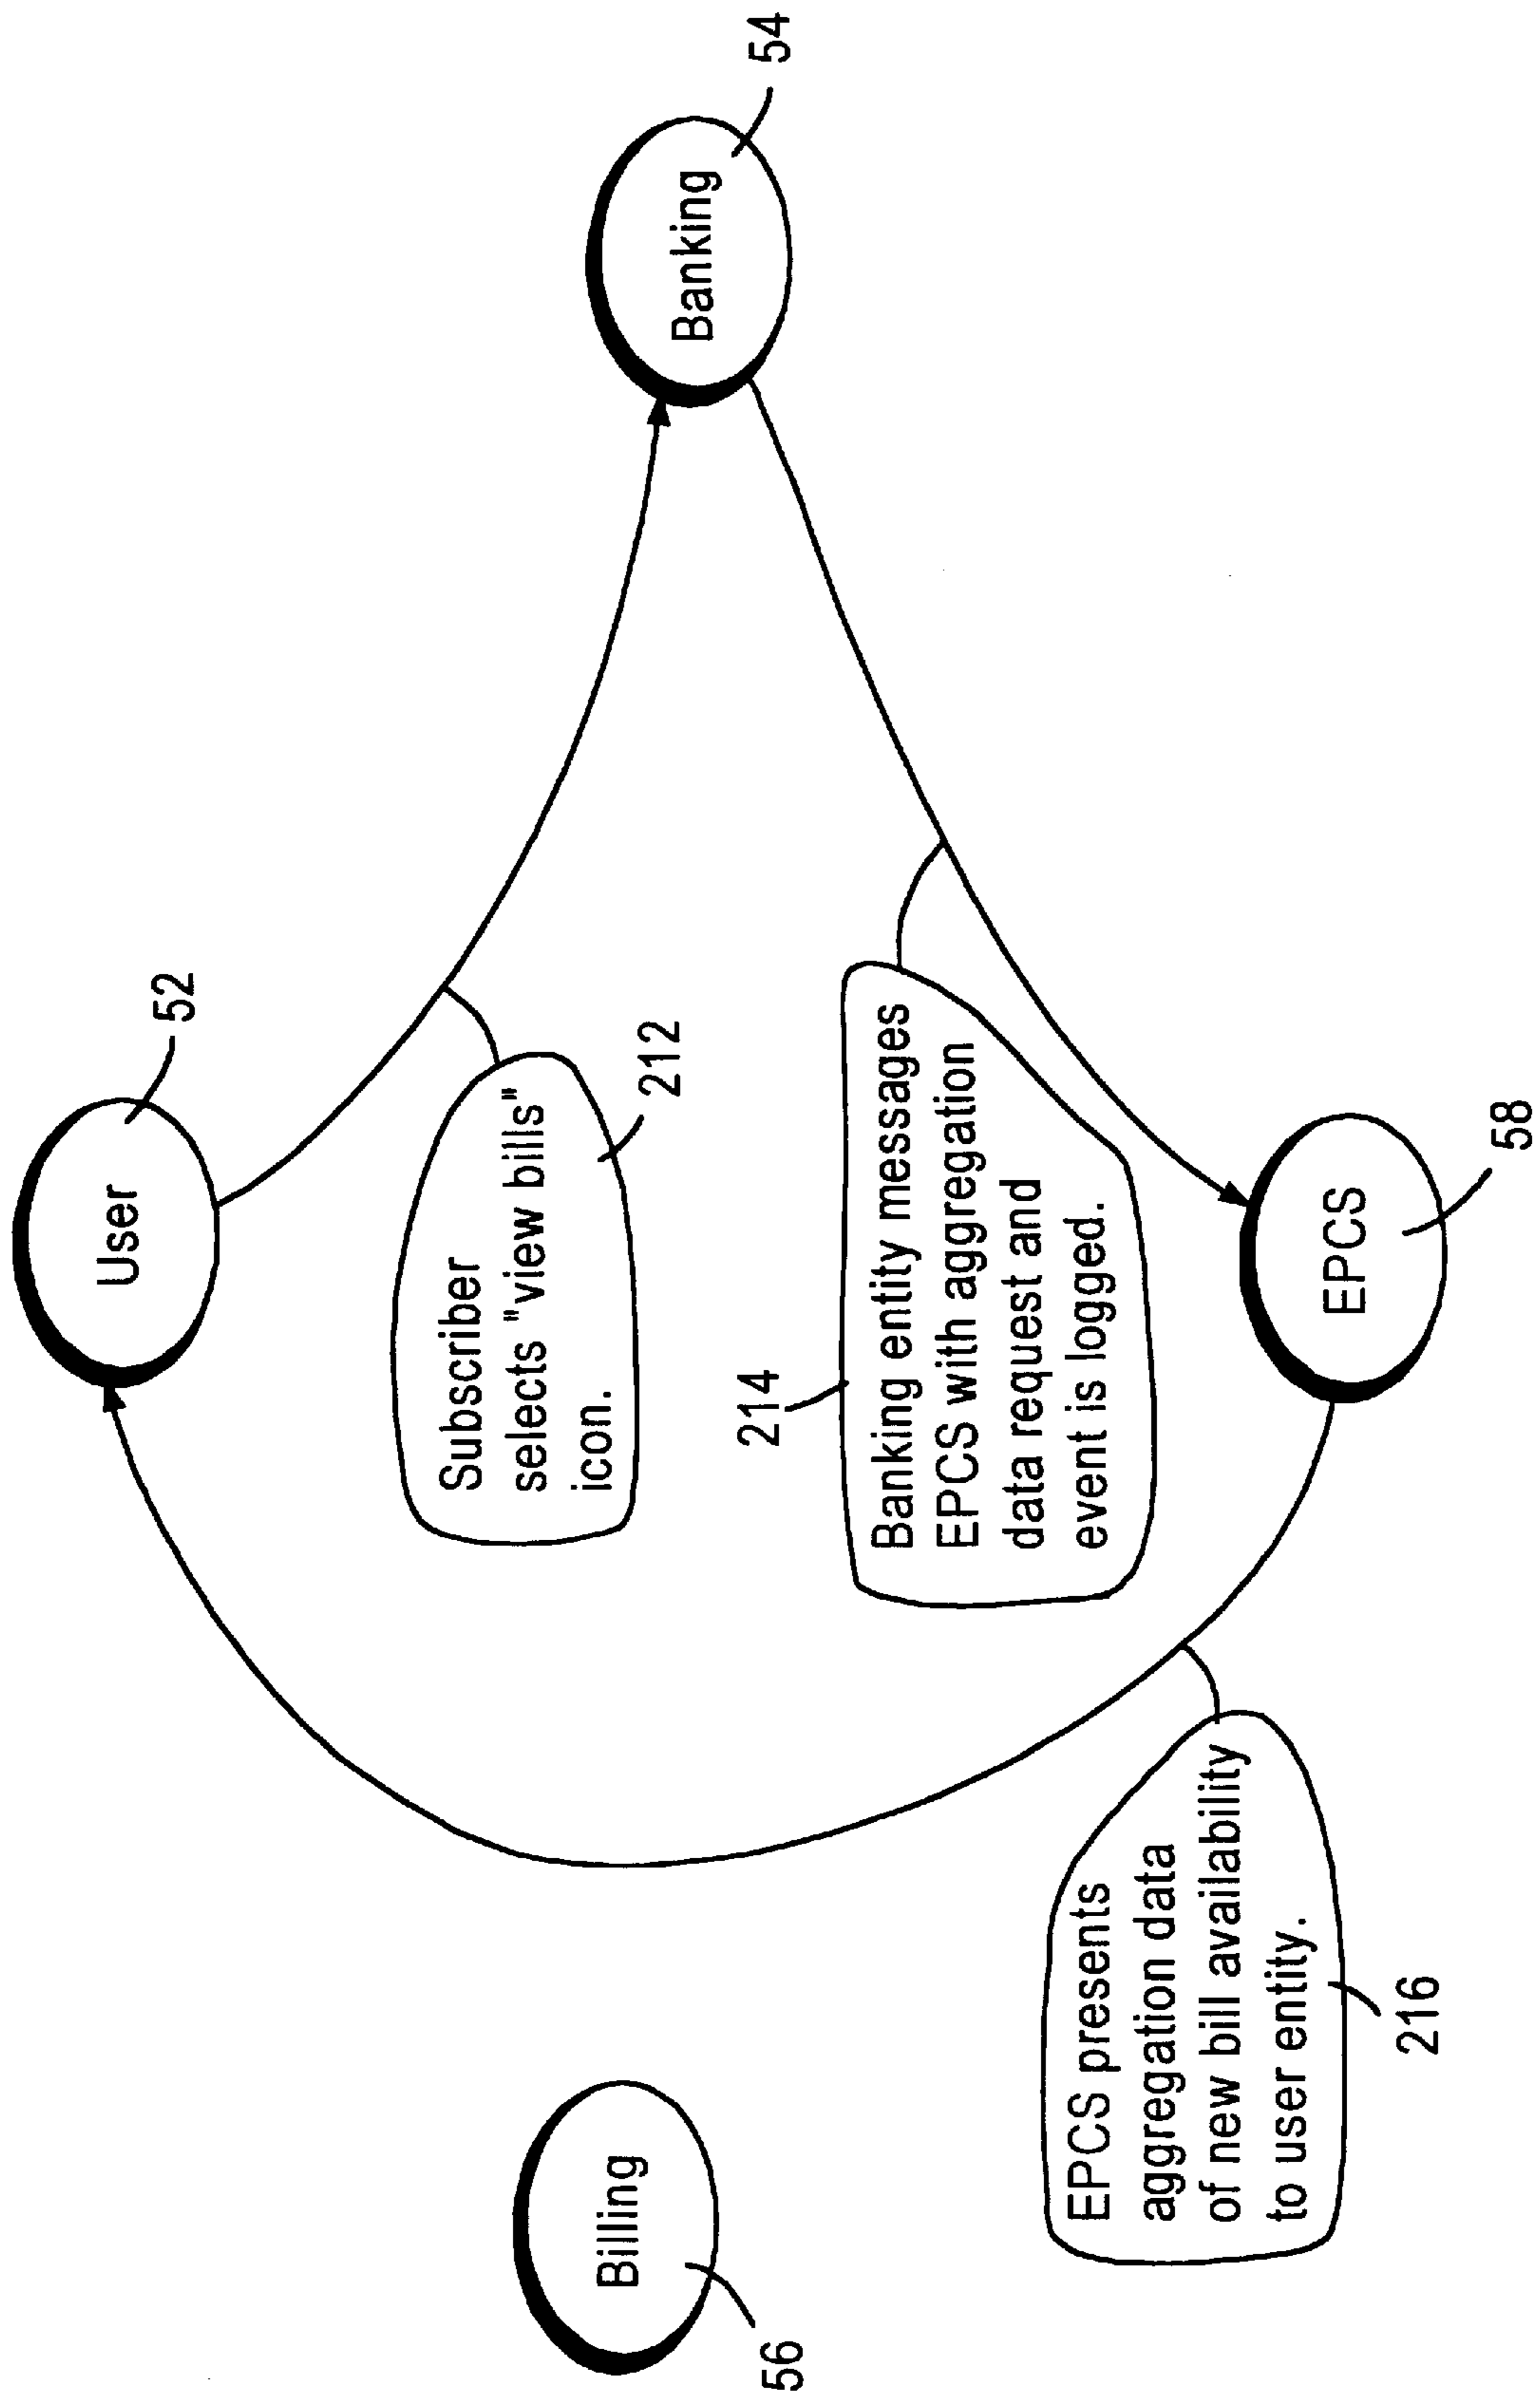 User
52
Subscriber
selects "view bills"
icon.
212
Banking
54
214
Banking entity messages
EPCS with aggregation
data request and
event is logged.
Billing
56
EPCS
58
EPCS presents
aggregation data
of new bill availability
to user entity.
216